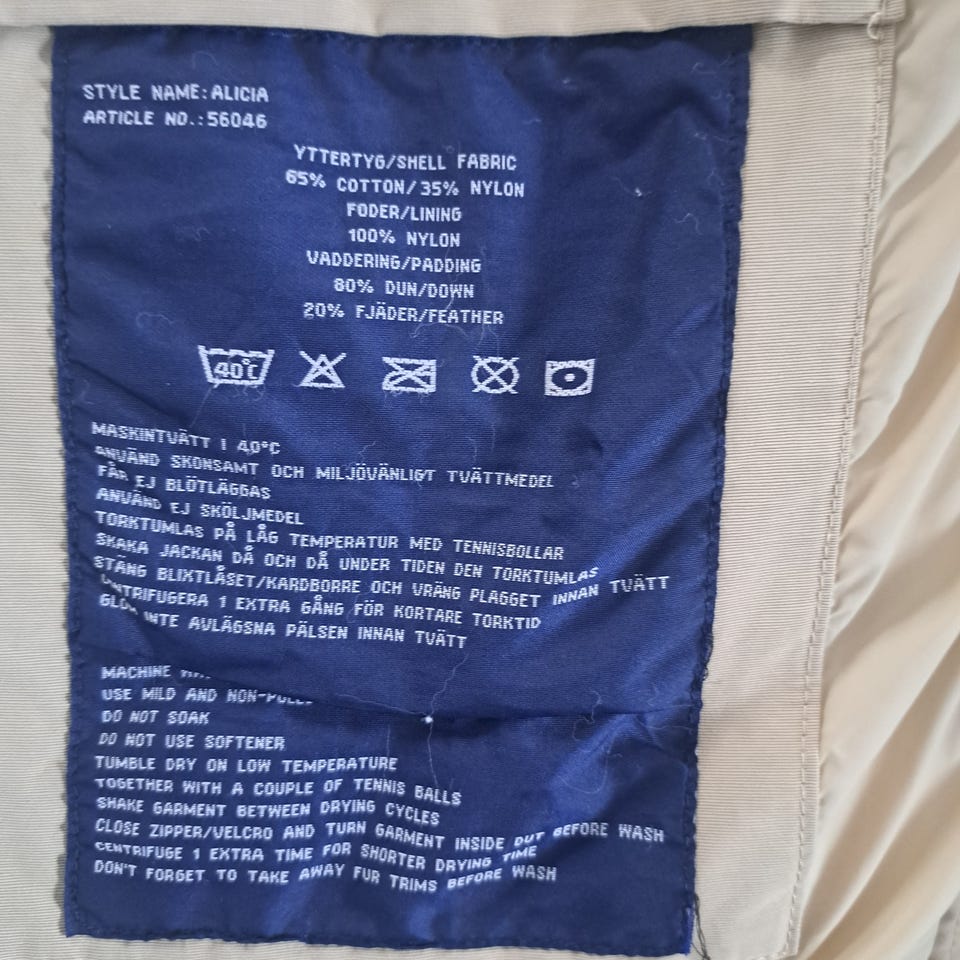 STYLE NAME: ALICIA
ARTICLE NO.: 56046
YTTERTYG/SHELL FABRIC
65% COTTON/35% NYLON
FODER/LINING
100% NYLON
VADDERING/PADDING
80% DUN/DOWN
20% FJÄDER/FEATHER
40°C
MASKINTVÄTT I 40°C
ANVÄND SKONSAMT OCH MILJÖVÄNLIGT TVÄTTMEDEL
FÅR EJ BLÖTLÄGGAS
ANVÄND EJ SKÖLJMEDEL
TORKTUMLAS PÅ LÅG TEMPERATUR MED TENNISBOLLAR
SKAKA JACKAN DÅ OCH DÅ UNDER TIDEN DEN TORKTUMLAS
STÄNG BLIXTLÅSET/KARDBORRE OCH VRÄNG PLAGGET INNAN TVÄTT
CENTRIFUGERA 1 EXTRA GÅNG FÖR KORTARE TORKTID
GLÖM INTE AVLÄGSNA PÄLSEN INNAN TVÄTT
MACHINE
USE MILD AND
DO NOT SOAK
DO NOT USE SOFTENER
TUMBLE DRY ON LOW TEMPERATURE
TOGETHER WITH A COUPLE OF TENNIS BALLS
SHAKE GARMENT BETWEEN DRYING CYCLES
CLOSE ZIPPER/VELCRO AND TURN GARMENT INSIDE OUT BEFORE WASH
CENTRIFUGE 1 EXTRA TIME FOR SHORTER DRYING TIME
DON'T FORGET TO TAKE AWAY FUR TRIMS BEFORE WASH